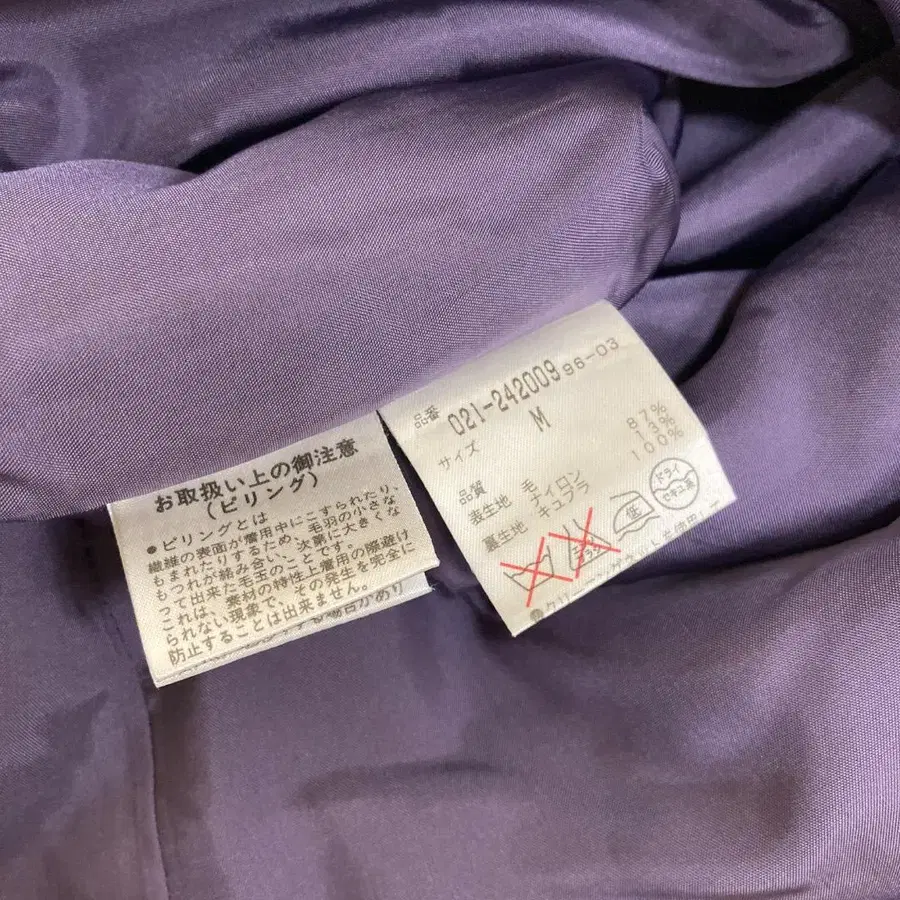 お取扱い上の御注意
(ピリング)
●ピリングとは
繊維の表面が着用中にこすられたり、
もまれたりするため、毛羽の小さな
もつれが絡み合い、次第に大きくな
って出来た毛玉のことです。
これは、素材の特性上着用の際避け
られない現象で、その発生を完全に
防止することは出来ません。
品番 021-242009 96-03
サイズ M
品質
表生地 毛 87%
ナイロン 13%
裏生地 キュプラ 100%
ドライ
セキユ系